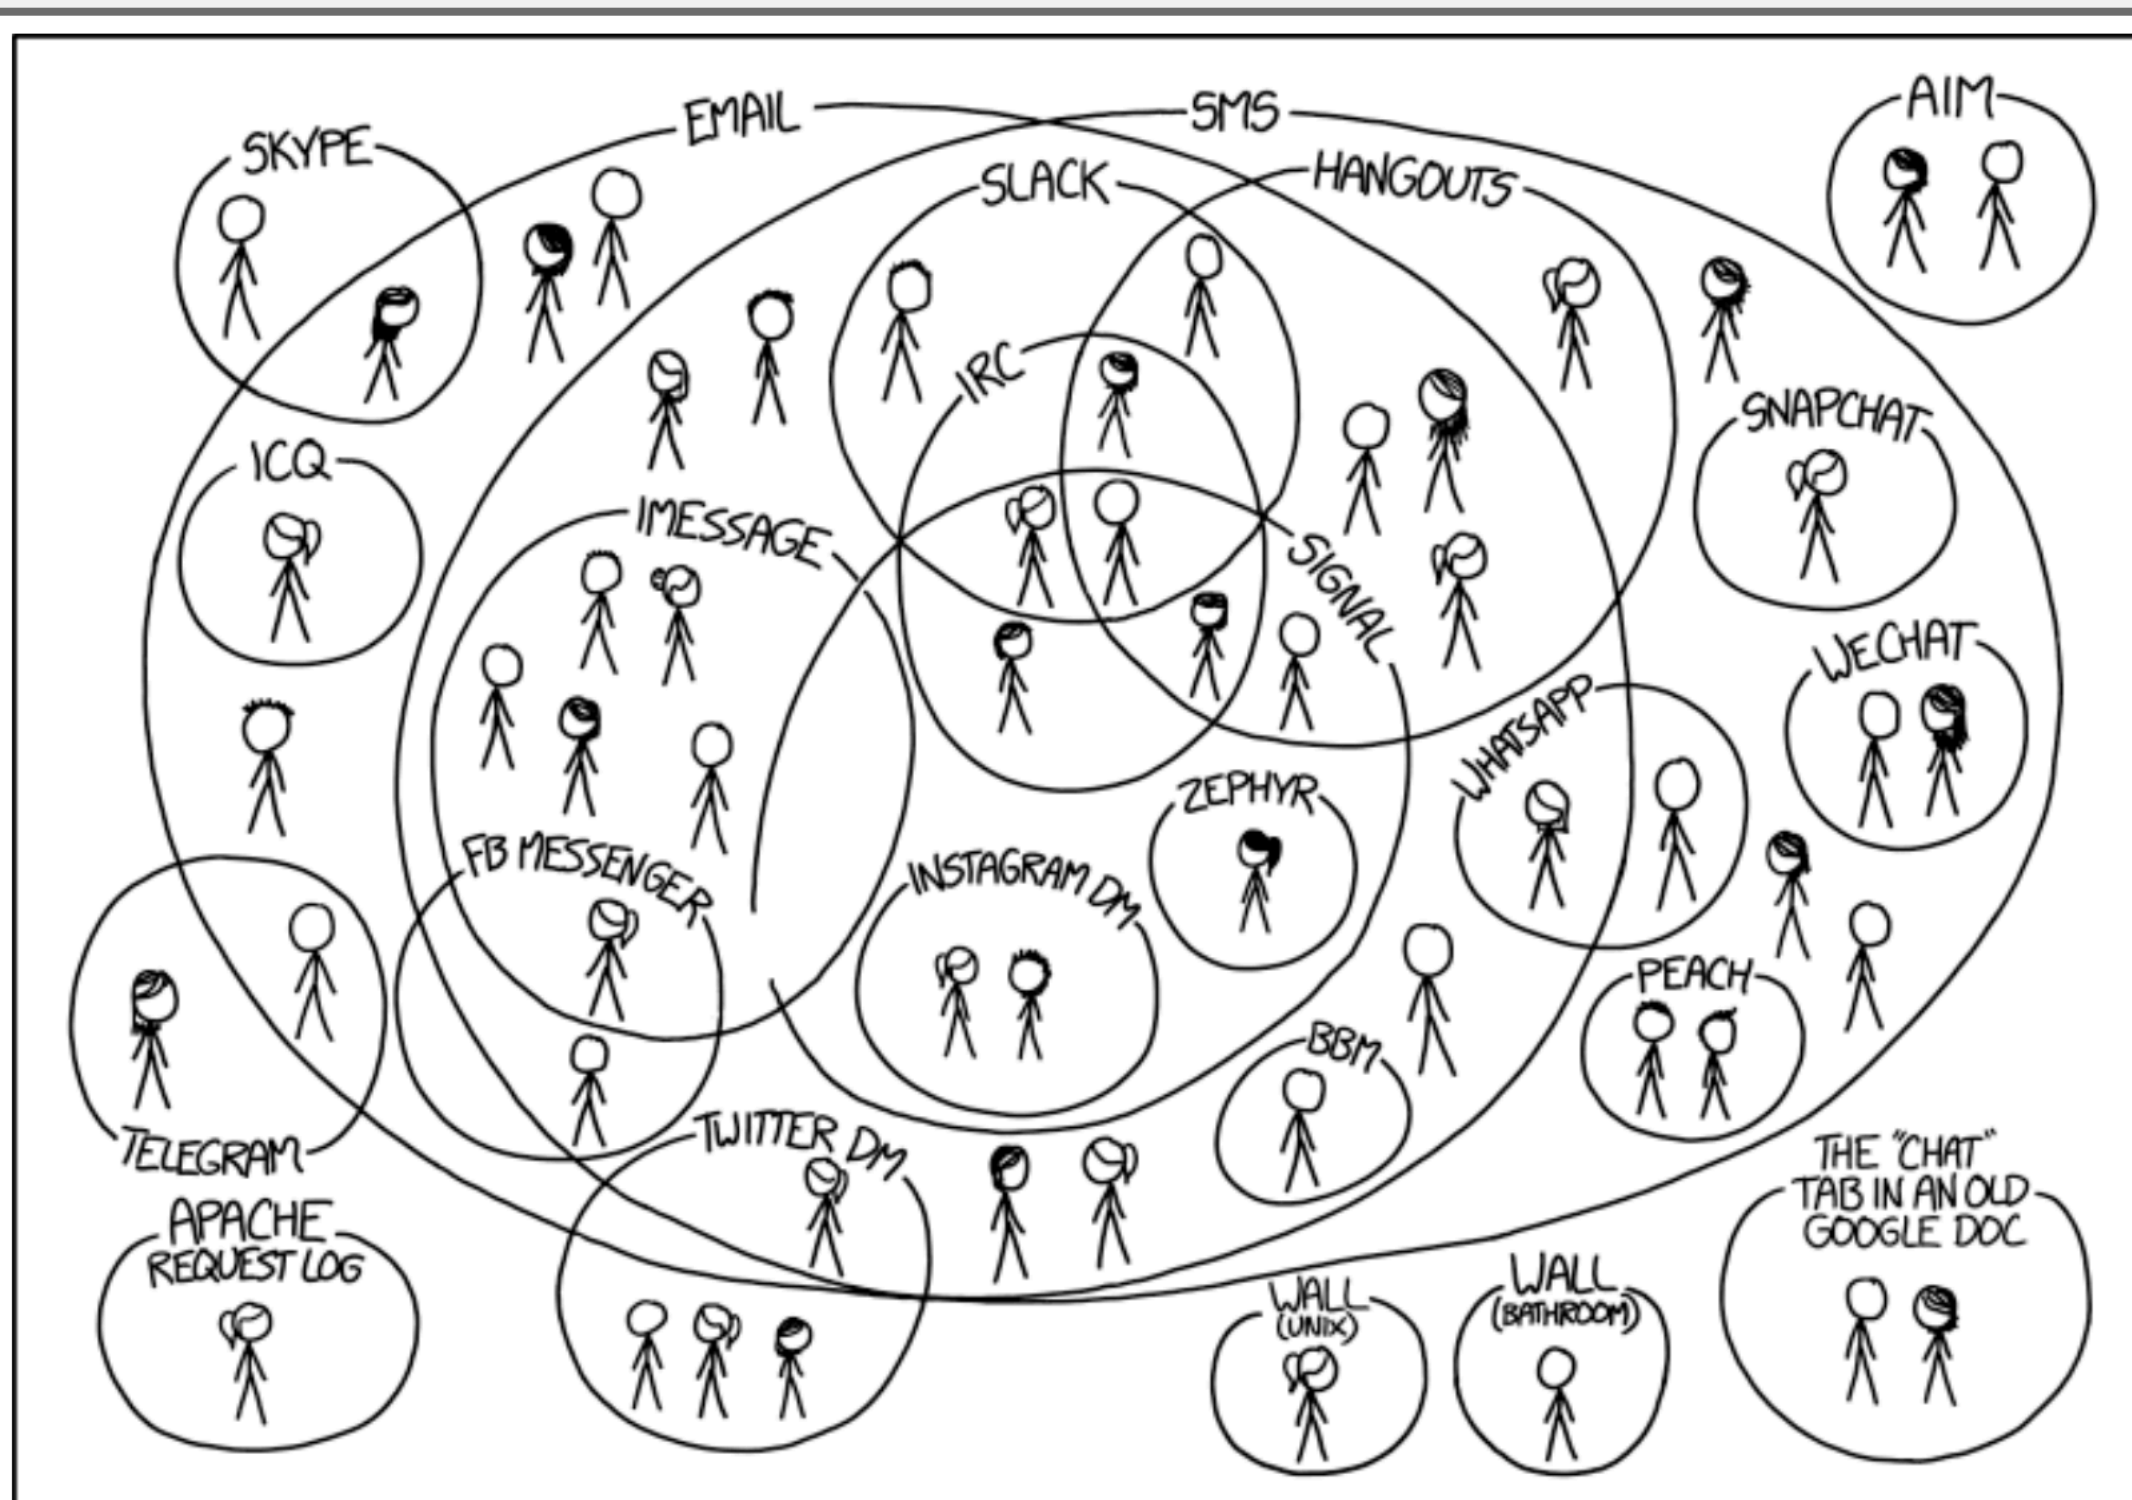 EMAIL
SMS
AIM
SKYPE
SLACK
HANGOUTS
IRC
SNAPCHAT
ICQ
IMESSAGE
SIGNAL
WECHAT
WHATSAPP
ZEPHYR
FB MESSENGER
INSTAGRAM DM
PEACH
BBM
TWITTER DM
TELEGRAM
THE "CHAT"
TAB IN AN OLD
GOOGLE DOC
APACHE
REQUEST LOG
WALL
(UNIX)
WALL
(BATHROOM)